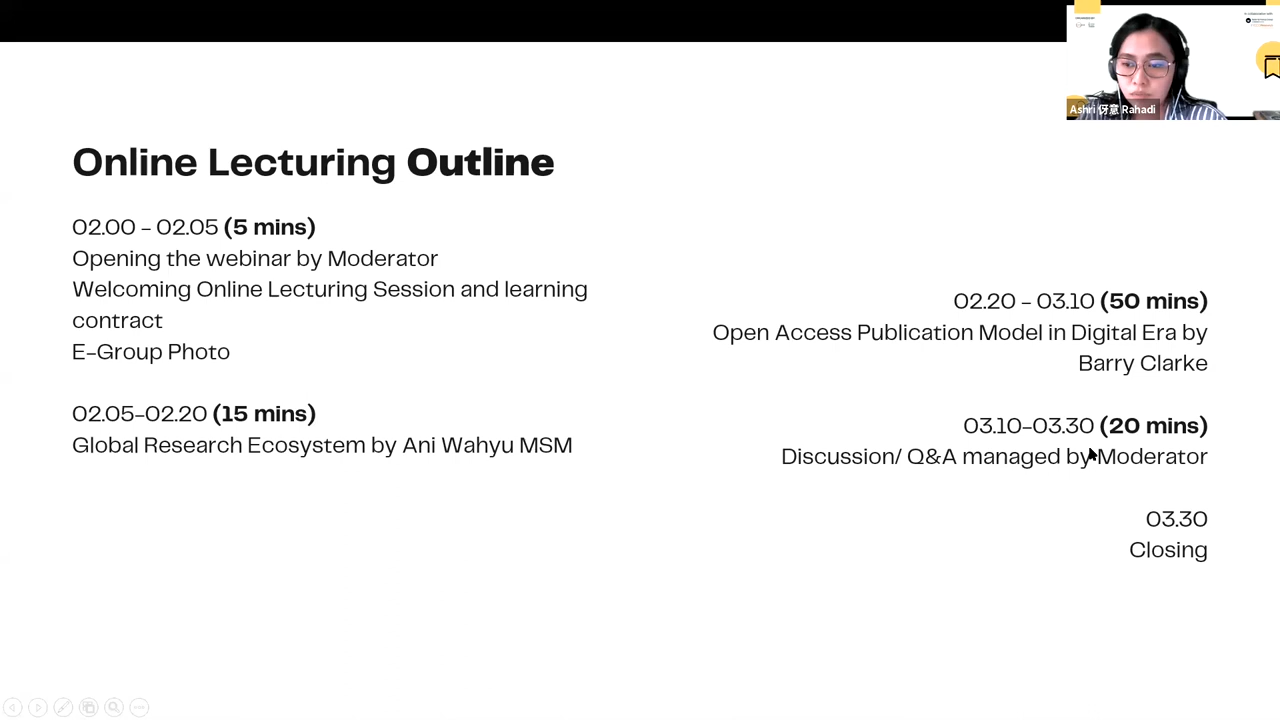 Online Lecturing Outline
02.00 - 02.05 (5 mins)
Opening the webinar by Moderator
Welcoming Online Lecturing Session and learning
contract
E-Group Photo
02.05-02.20 (15 mins)
Global Research Ecosystem by Ani Wahyu MSM
02.20 - 03.10 (50 mins)
Open Access Publication Model in Digital Era by
Barry Clarke
03.10-03.30 (20 mins)
Discussion/ Q&A managed by Moderator
03.30
Closing
Ashri 伢意 Rahadi